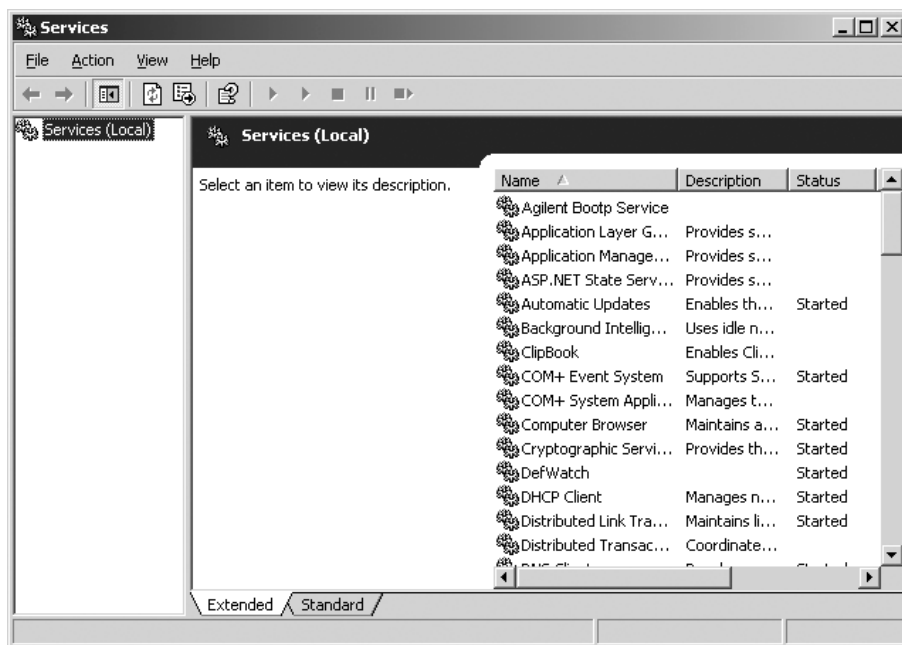 Services
File Action View Help
Services (Local)
Services (Local)
Select an item to view its description.
Name Description Status
Agilent Bootp Service
Application Layer G... Provides s...
Application Manage... Provides s...
ASP.NET State Serv... Provides s...
Automatic Updates Enables th... Started
Background Intellig... Uses idle n...
ClipBook Enables Cli...
COM+ Event System Supports S... Started
COM+ System Appli... Manages t...
Computer Browser Maintains a... Started
Cryptographic Servi... Provides th... Started
DefWatch Started
DHCP Client Manages n... Started
Distributed Link Tra... Maintains li... Started
Distributed Transac... Coordinate...
Extended Standard